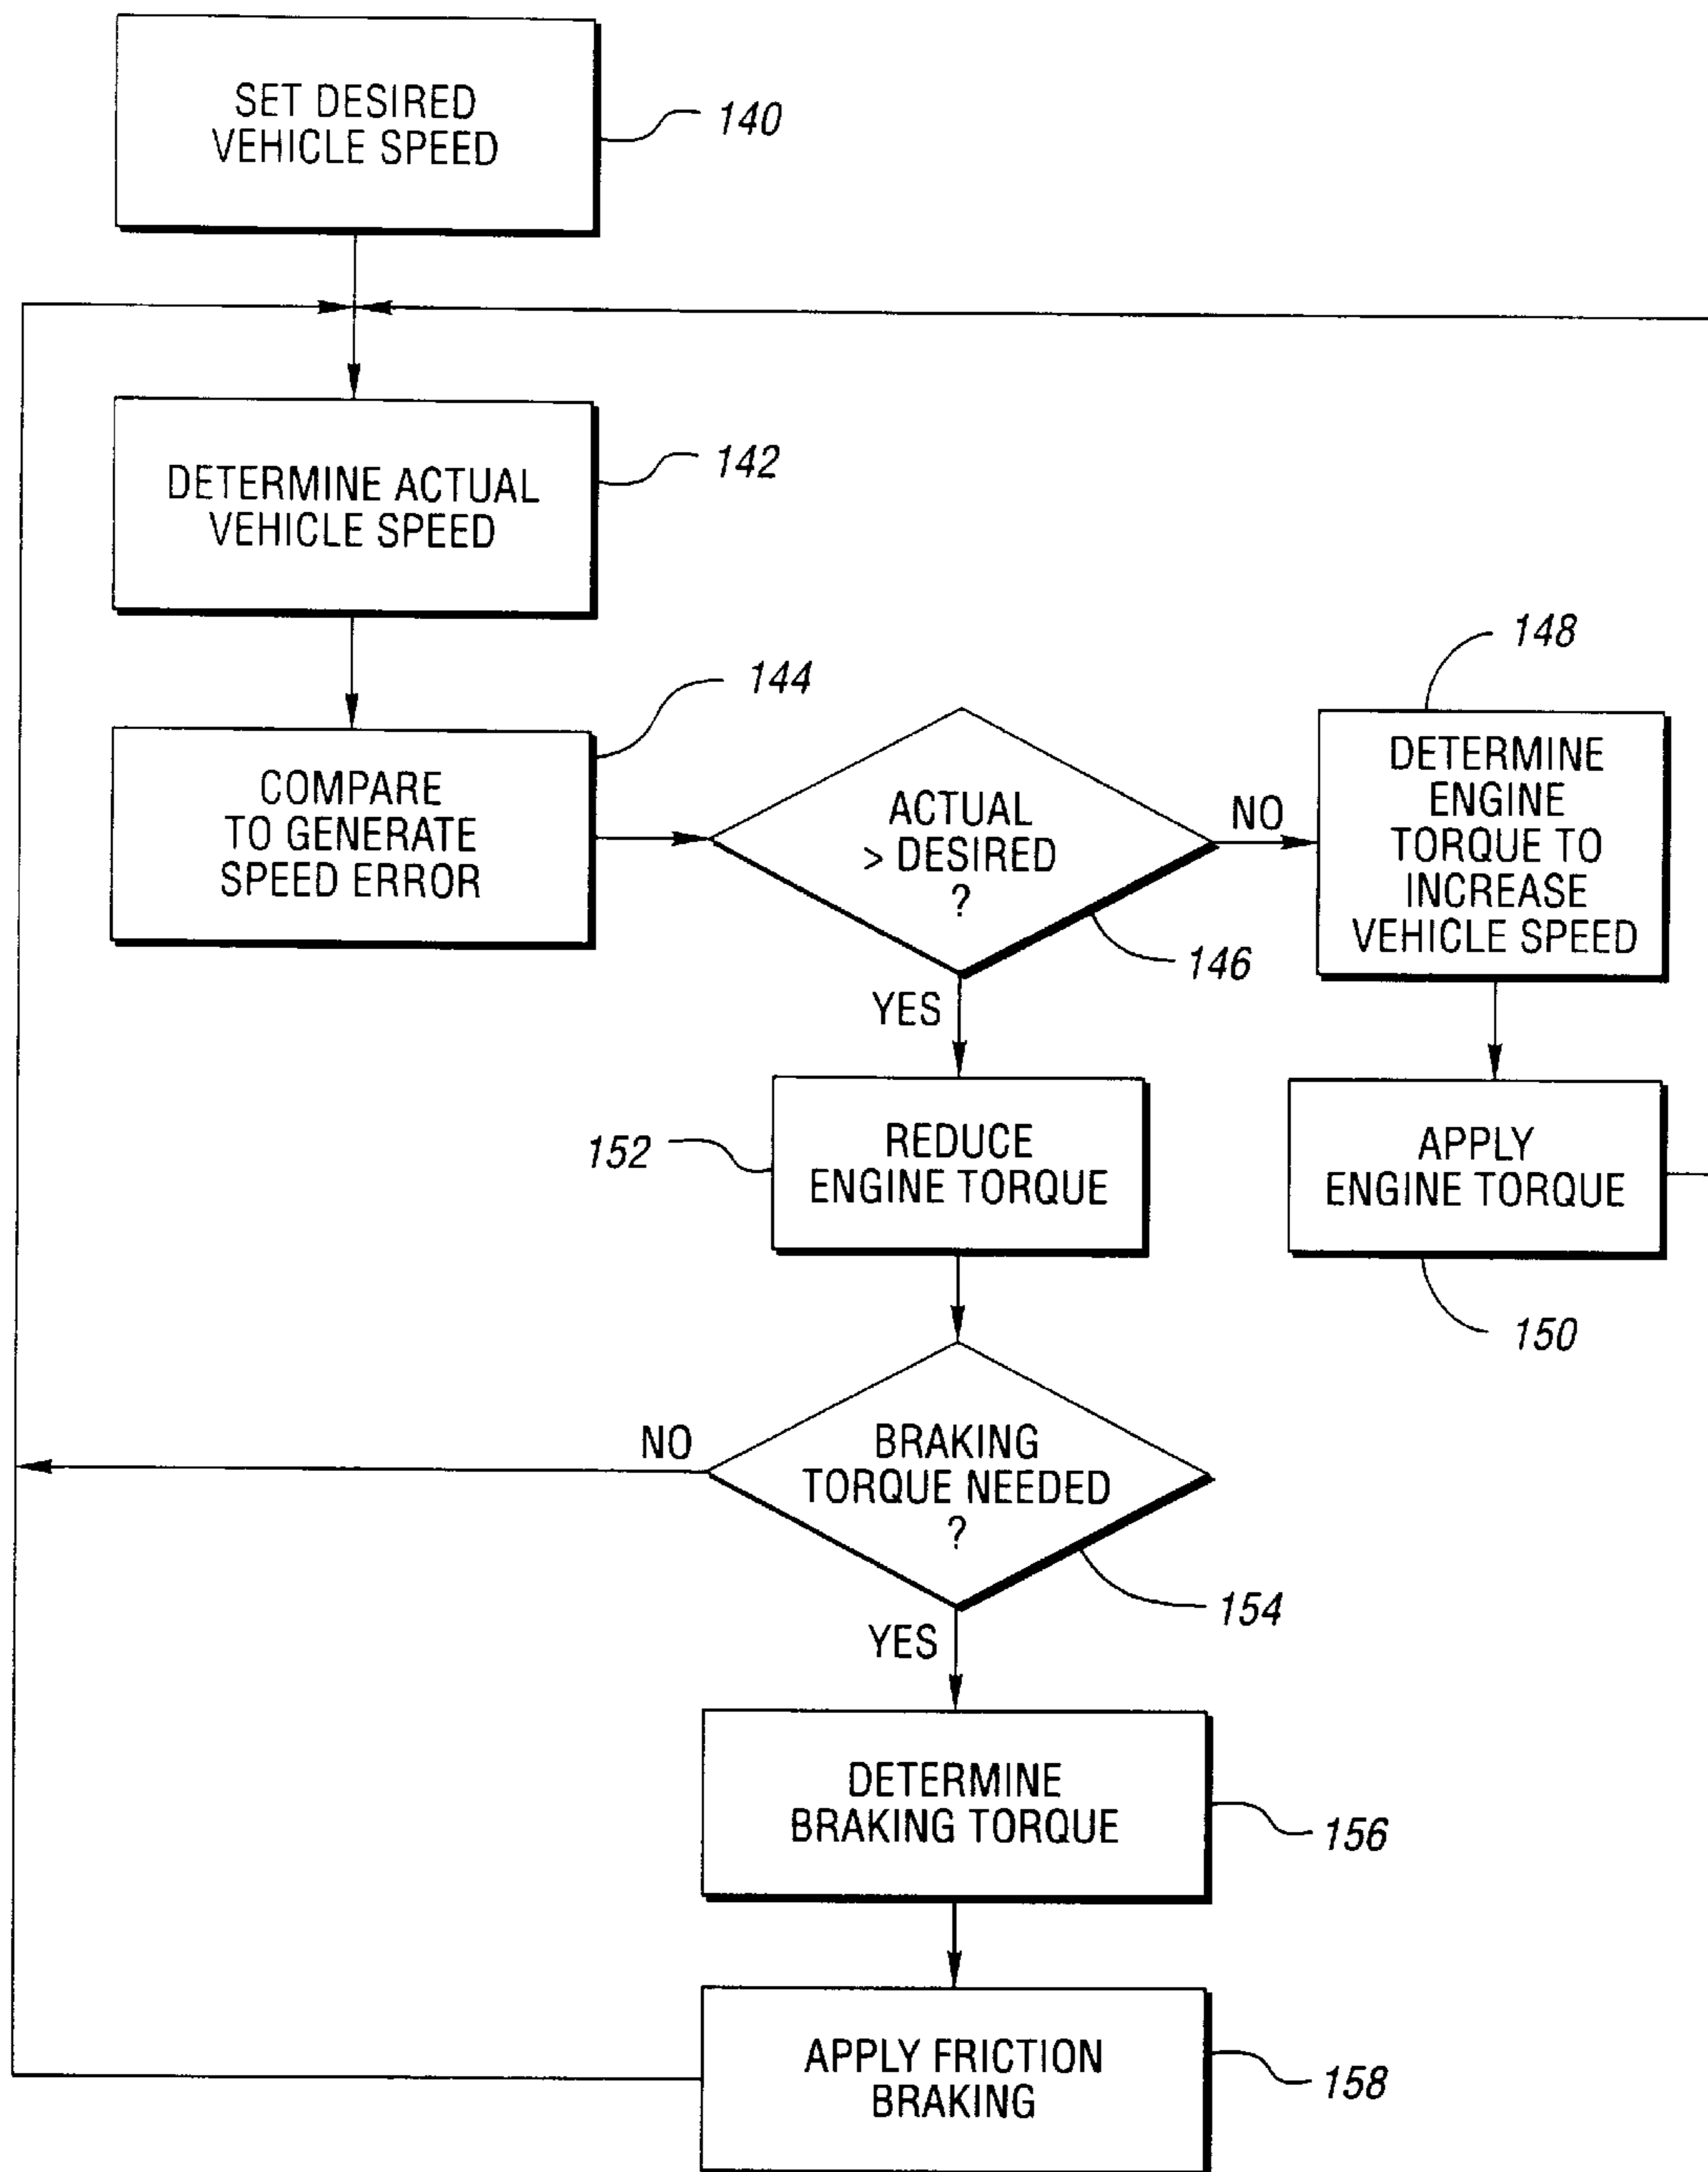 SET DESIRED
VEHICLE SPEED
140
DETERMINE ACTUAL
VEHICLE SPEED
142
COMPARE
TO GENERATE
SPEED ERROR
144
ACTUAL
> DESIRED
?
146
NO
YES
DETERMINE
ENGINE
TORQUE TO
INCREASE
VEHICLE SPEED
148
APPLY
ENGINE TORQUE
150
REDUCE
ENGINE TORQUE
152
BRAKING
TORQUE NEEDED
?
154
NO
YES
DETERMINE
BRAKING TORQUE
156
APPLY FRICTION
BRAKING
158